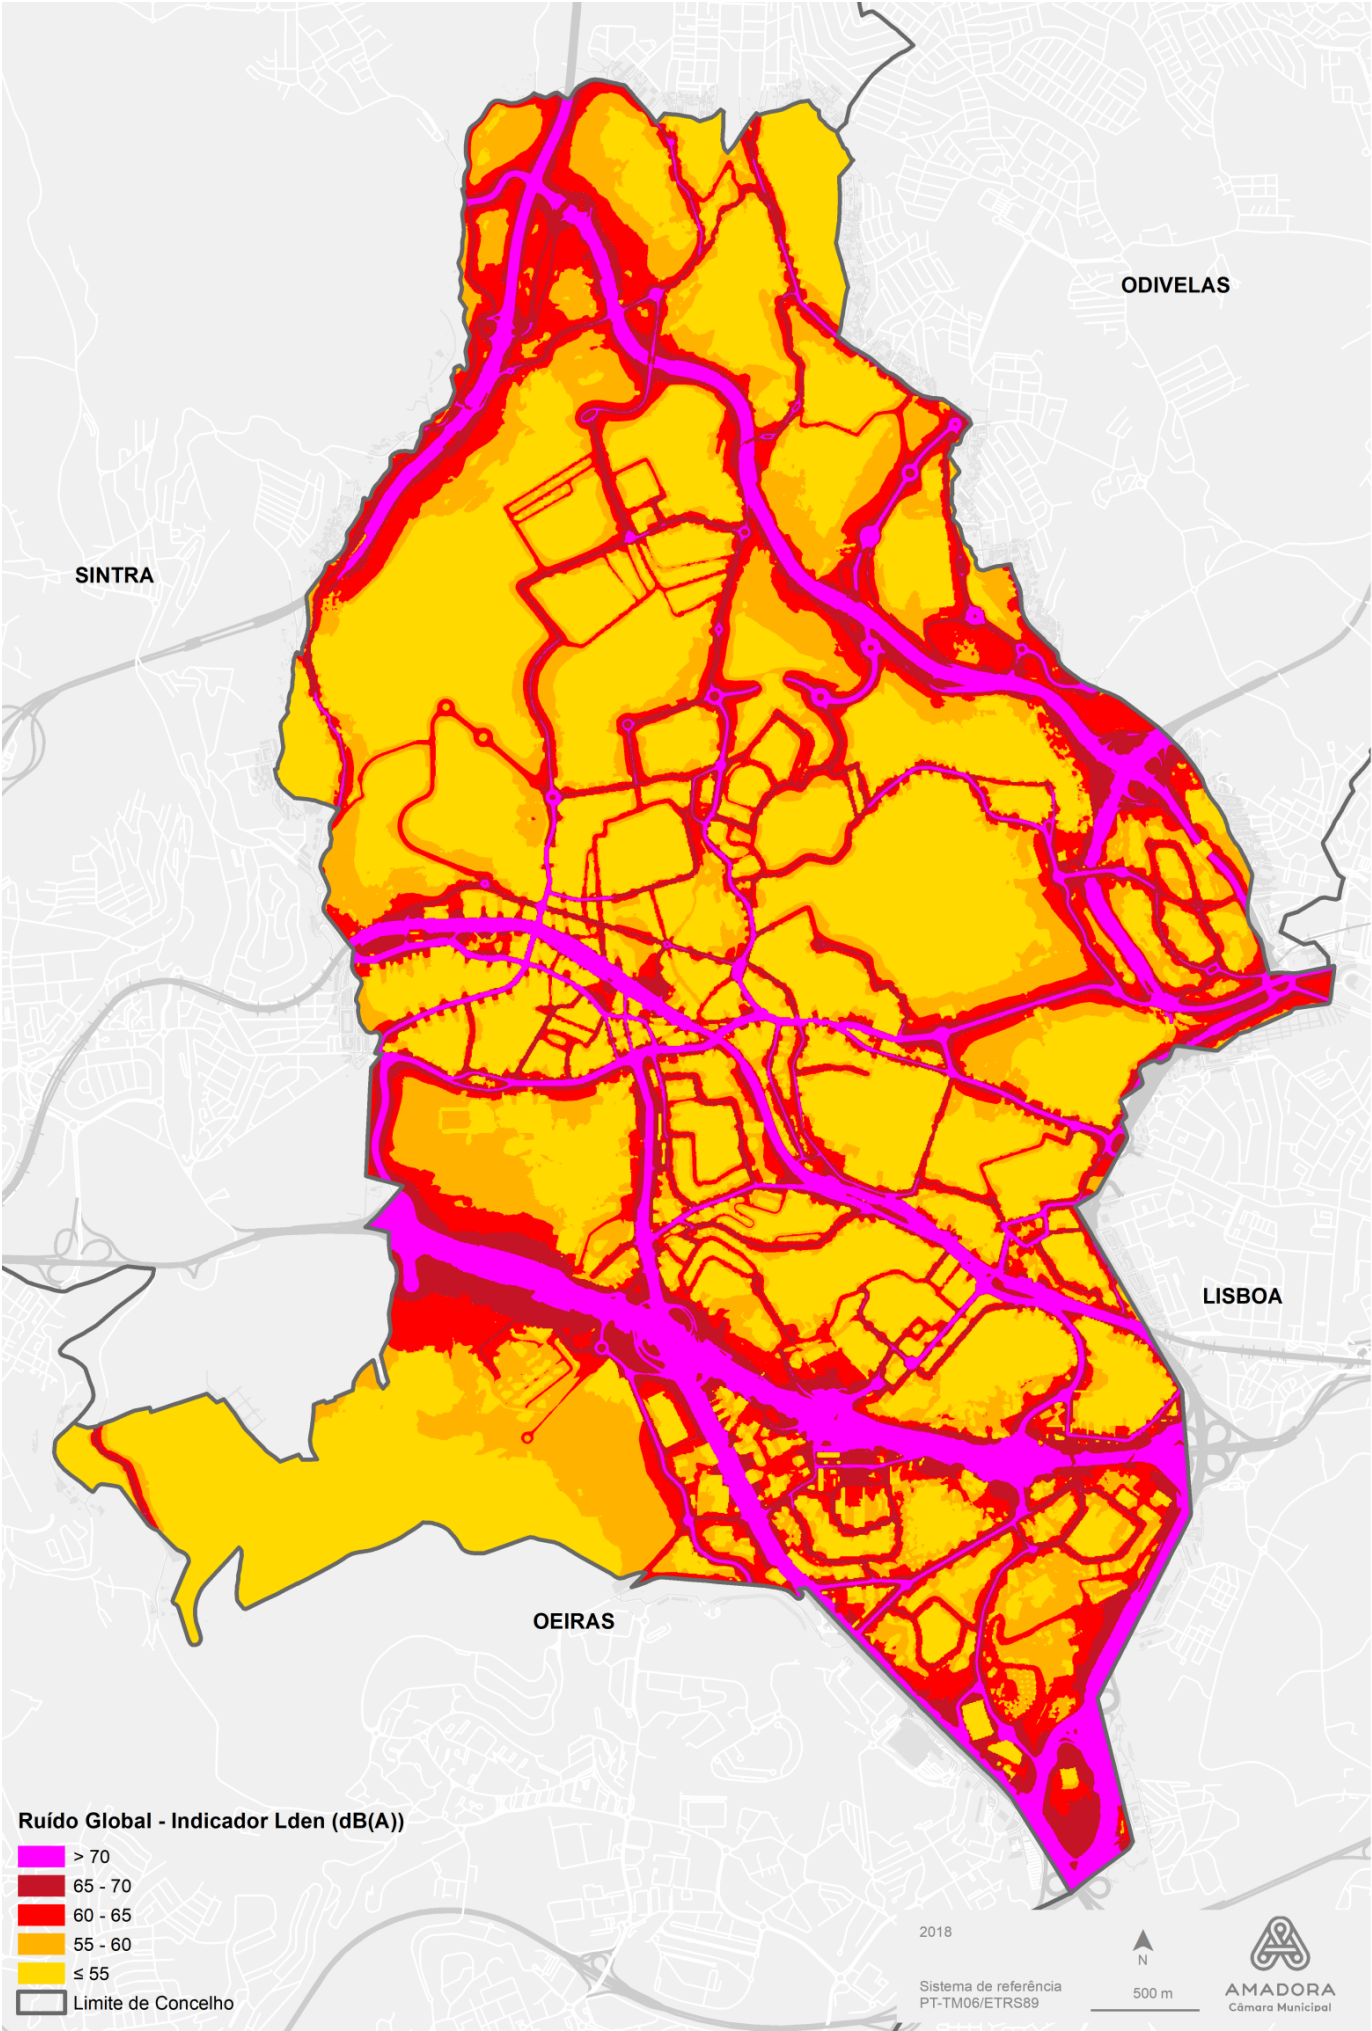 ODIVELAS
SINTRA
LISBOA
OEIRAS
Ruído Global - Indicador Lden (dB(A))
> 70
65 - 70
60 - 65
55 - 60
≤ 55
Limite de Concelho
2018
Sistema de referência
PT-TM06/ETRS89
N
500 m
AMADORA
Câmara Municipal